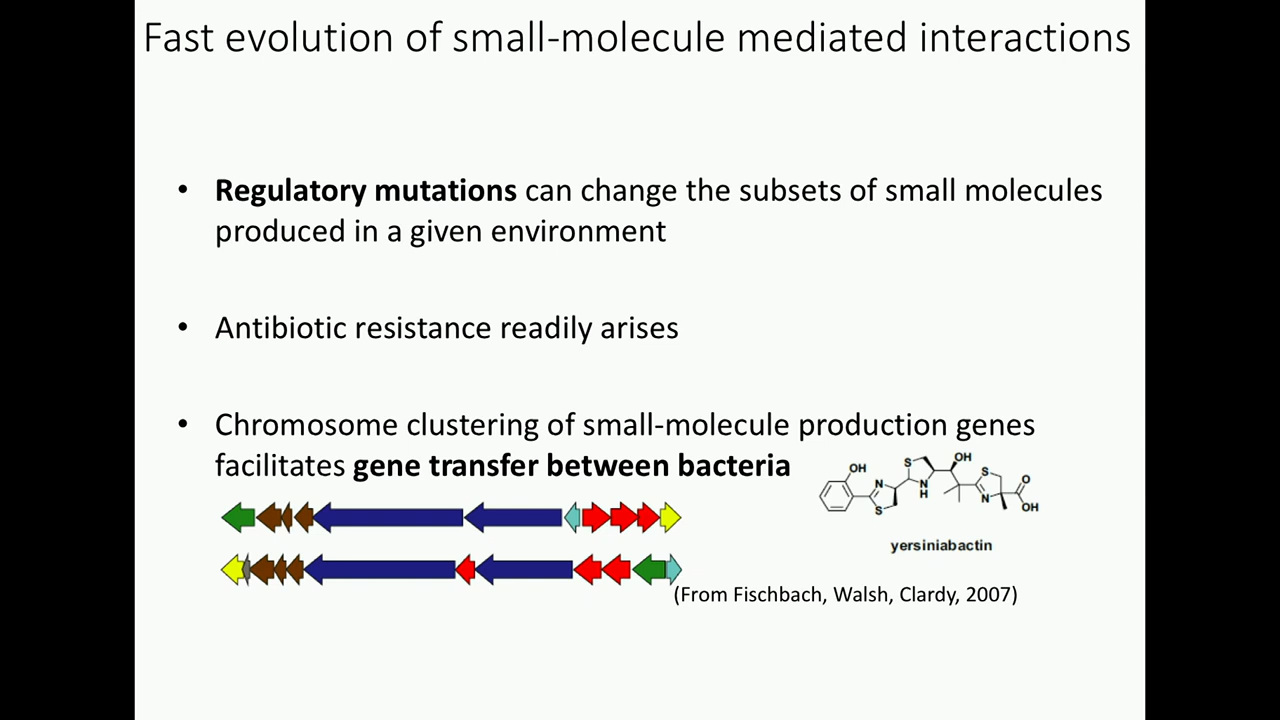 Fast evolution of small-molecule mediated interactions
• Regulatory mutations can change the subsets of small molecules
produced in a given environment
• Antibiotic resistance readily arises
• Chromosome clustering of small-molecule production genes
facilitates gene transfer between bacteria
OH
S
N
S
N
H
OH
S
N
O
OH
yersiniabactin
(From Fischbach, Walsh, Clardy, 2007)